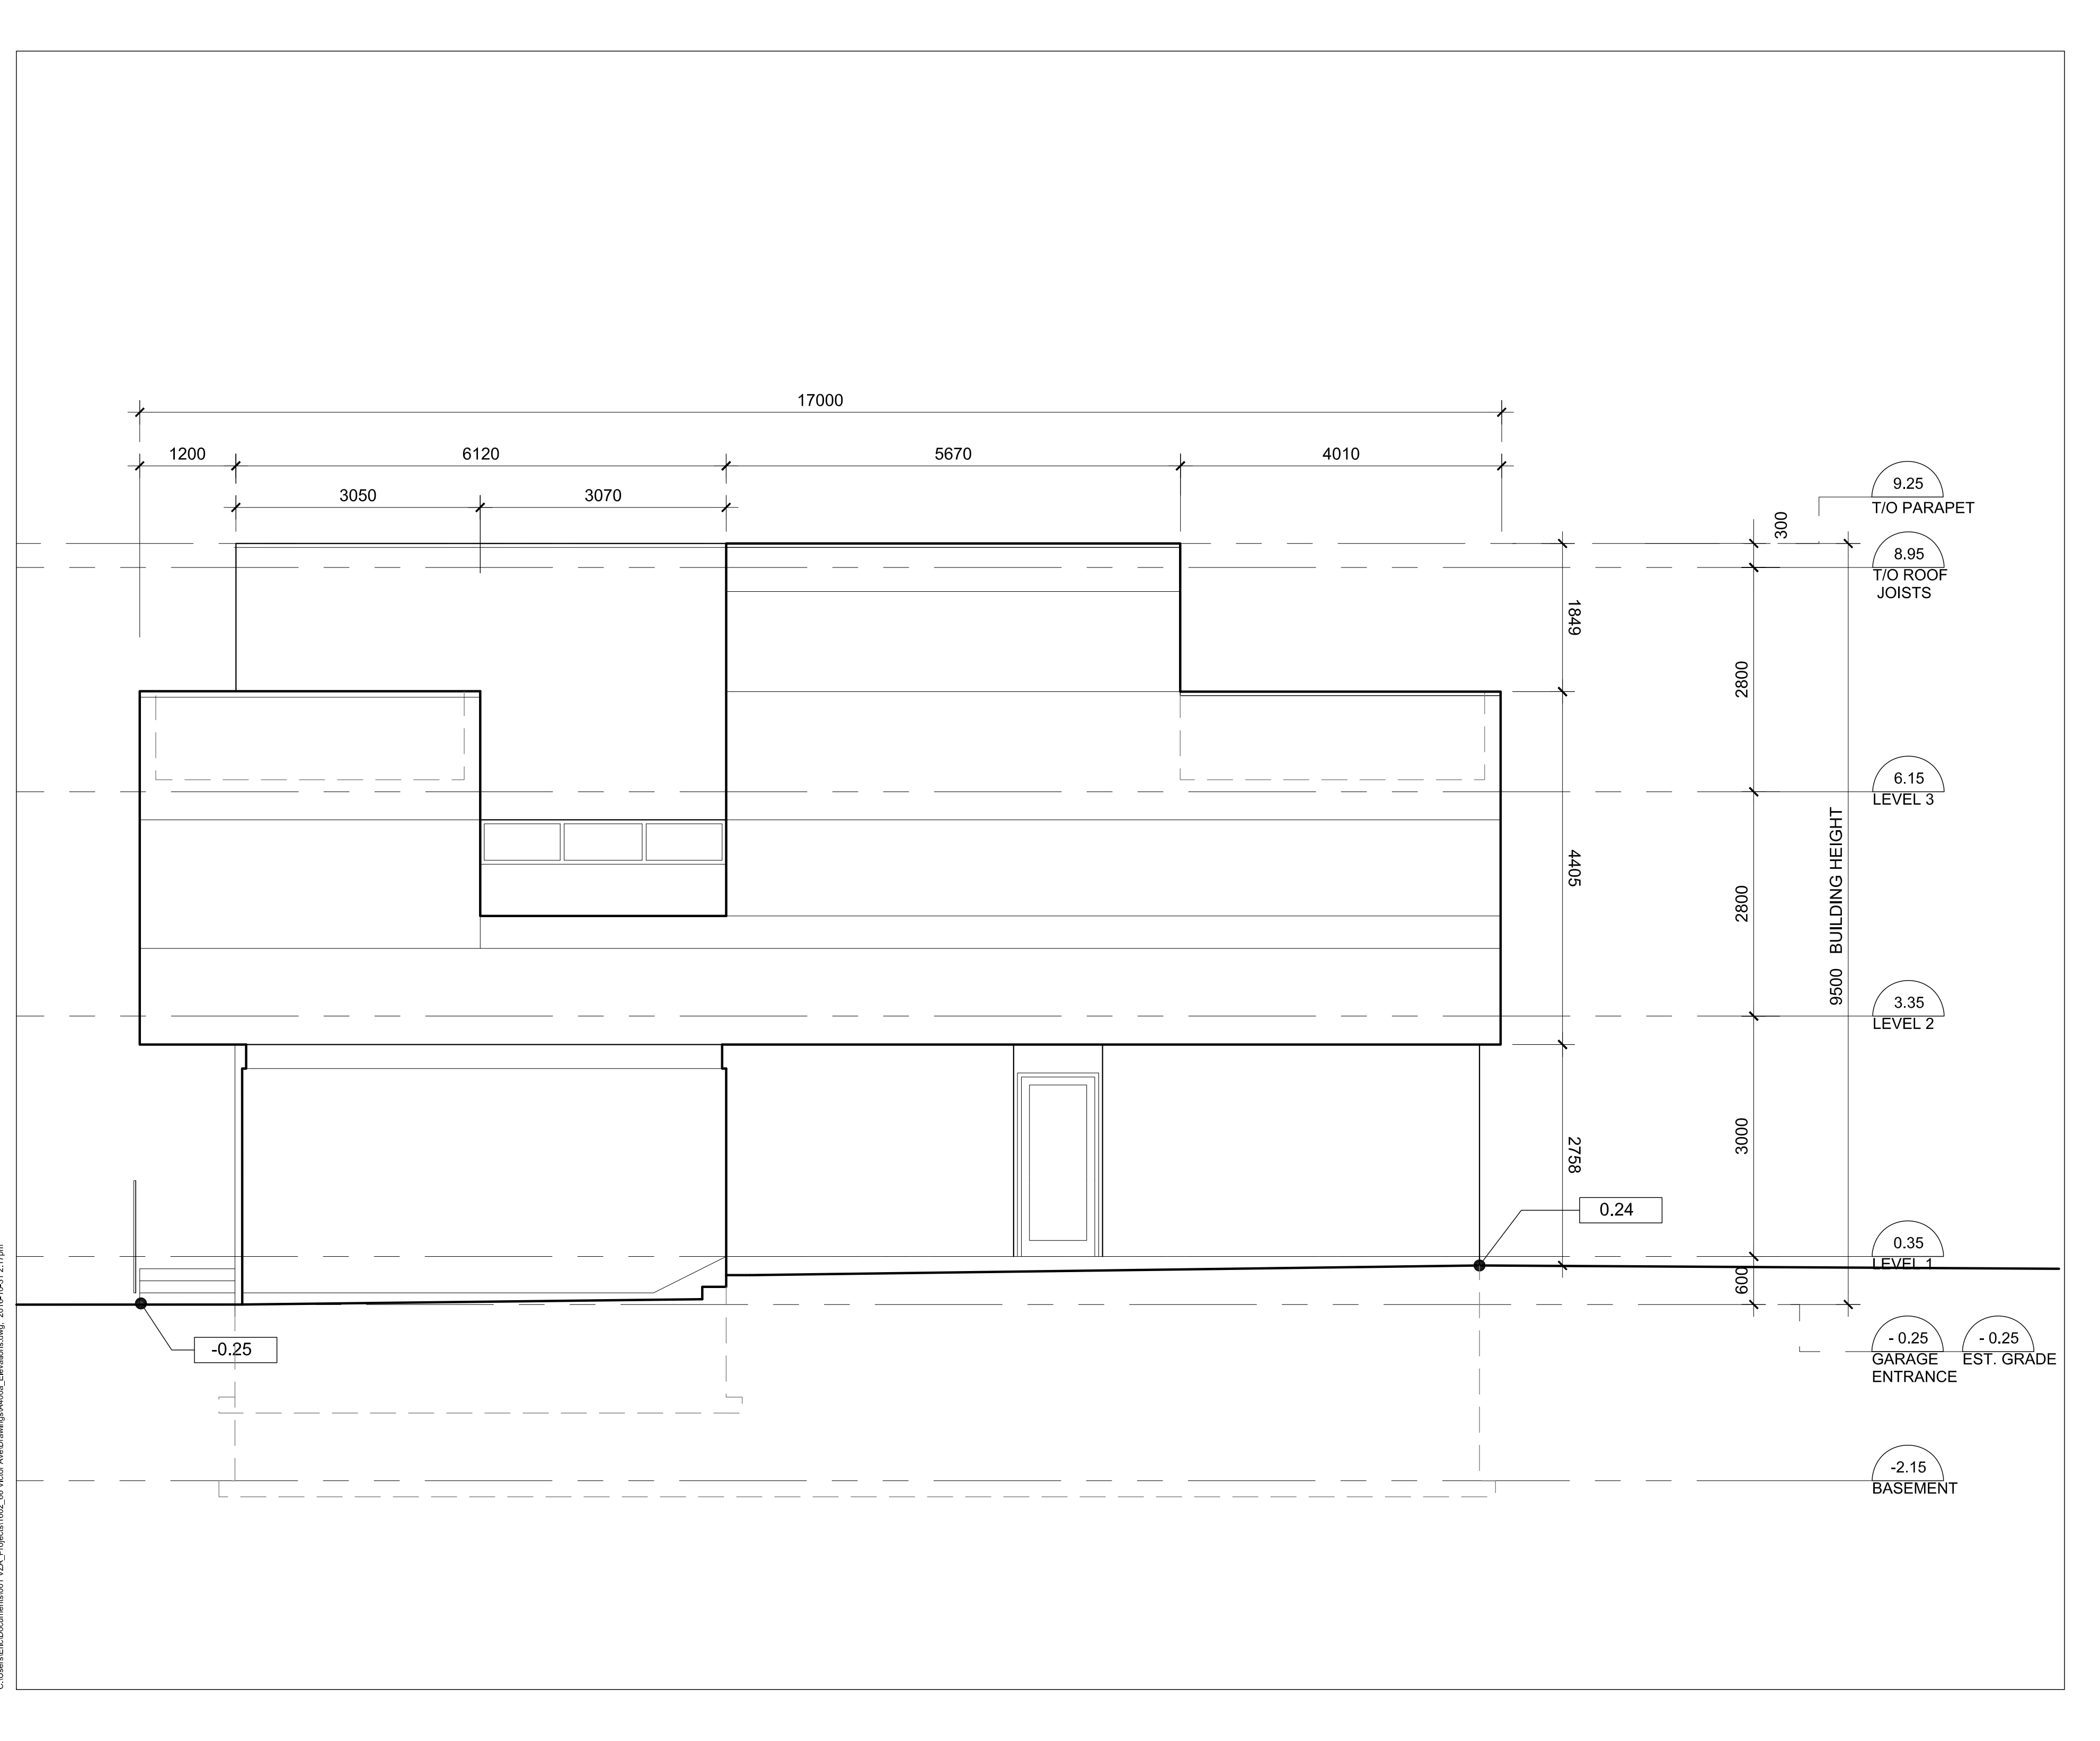 17000
1200
6120
5670
4010
3050
3070
9.25
T/O PARAPET
300
8.95
T/O ROOF
JOISTS
1849
2800
6.15
LEVEL 3
4405
2800
9500 BUILDING HEIGHT
3.35
LEVEL 2
2758
3000
0.24
0.35
LEVEL 1
600
-0.25
- 0.25
GARAGE
ENTRANCE
- 0.25
EST. GRADE
-2.15
BASEMENT